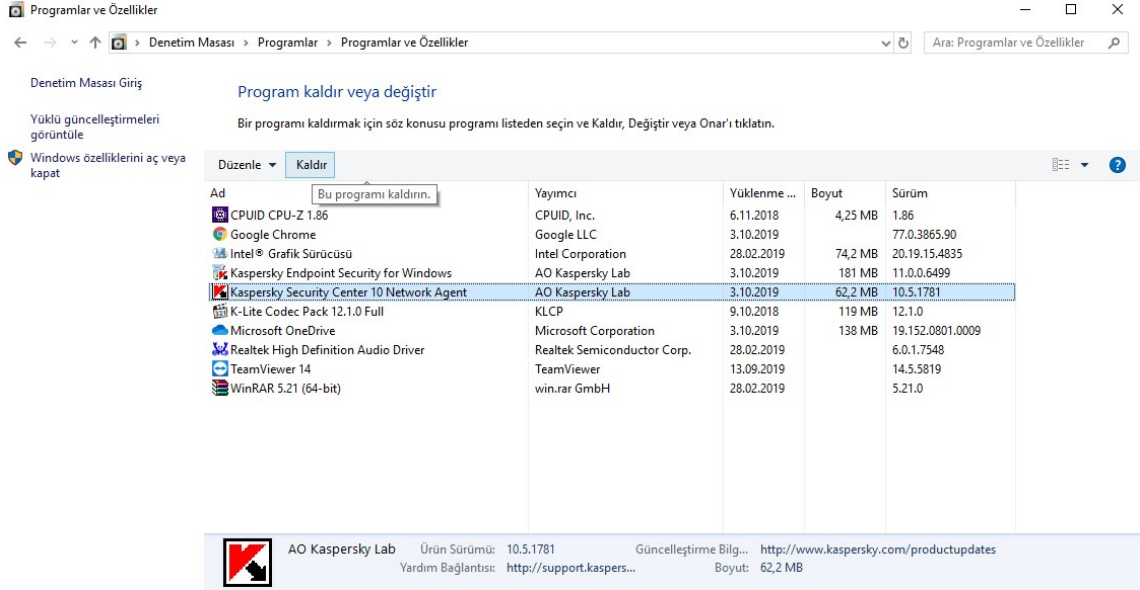 Programlar ve Özellikler
Denetim Masası › Programlar › Programlar ve Özellikler
Ara: Programlar ve Özellikler
Denetim Masası Giriş
Yüklü güncelleştirmeleri
görüntüle
Windows özelliklerini aç veya
kapat
Program kaldır veya değiştir
Bir programı kaldırmak için söz konusu programı listeden seçin ve Kaldır, Değiştir veya Onar'ı tıklatın.
Düzenle Kaldır
Bu programı kaldırın.
Ad Yayımcı Yüklenme ... Boyut Sürüm
CPUID CPU-Z 1.86 CPUID, Inc. 6.11.2018 4,25 MB 1.86
Google Chrome Google LLC 3.10.2019 77.0.3865.90
Intel® Grafik Sürücüsü Intel Corporation 28.02.2019 74,2 MB 20.19.15.4835
Kaspersky Endpoint Security for Windows AO Kaspersky Lab 3.10.2019 181 MB 11.0.0.6499
Kaspersky Security Center 10 Network Agent AO Kaspersky Lab 3.10.2019 62,2 MB 10.5.1781
K-Lite Codec Pack 12.1.0 Full KLCP 9.10.2018 119 MB 12.1.0
Microsoft OneDrive Microsoft Corporation 3.10.2019 138 MB 19.152.0801.0009
Realtek High Definition Audio Driver Realtek Semiconductor Corp. 28.02.2019 6.0.1.7548
TeamViewer 14 TeamViewer 13.09.2019 14.5.5819
WinRAR 5.21 (64-bit) win.rar GmbH 28.02.2019 5.21.0
AO Kaspersky Lab Ürün Sürümü: 10.5.1781 Güncelleştirme Bilg... http://www.kaspersky.com/productupdates
Yardım Bağlantısı: http://support.kaspers... Boyut: 62,2 MB